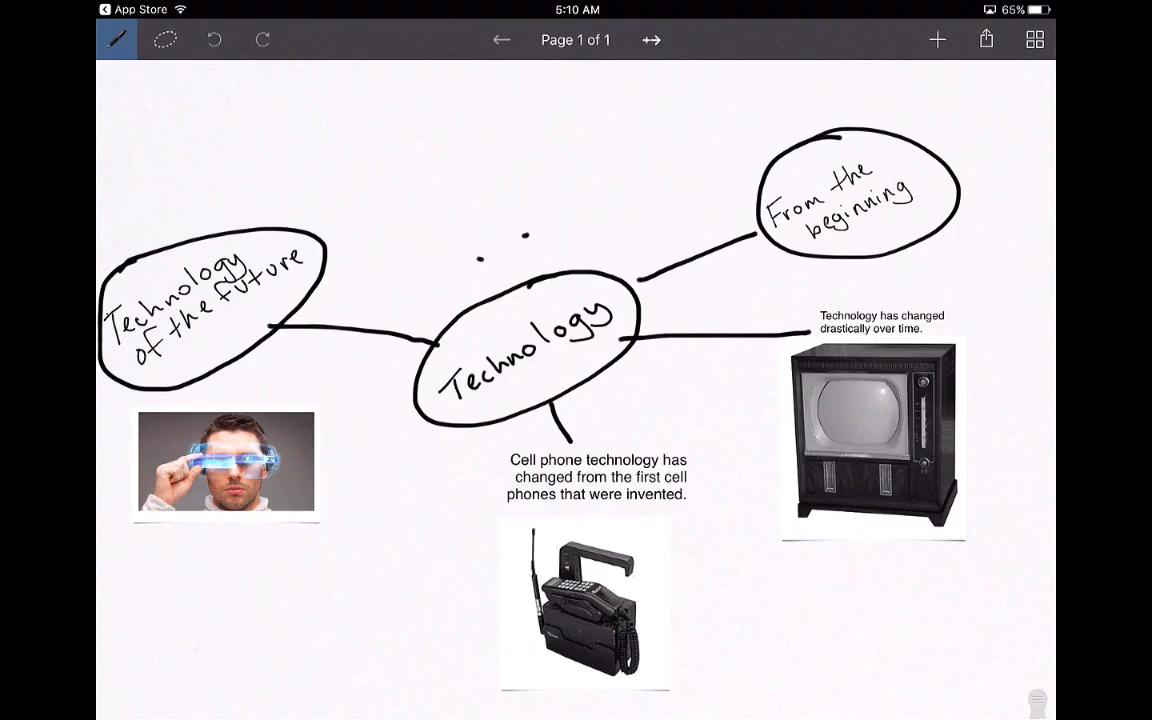 App Store
5:10 AM
65%
Page 1 of 1
From the
beginning
Technology
of the future
Technology
Technology has changed
drastically over time.
Cell phone technology has
changed from the first cell
phones that were invented.